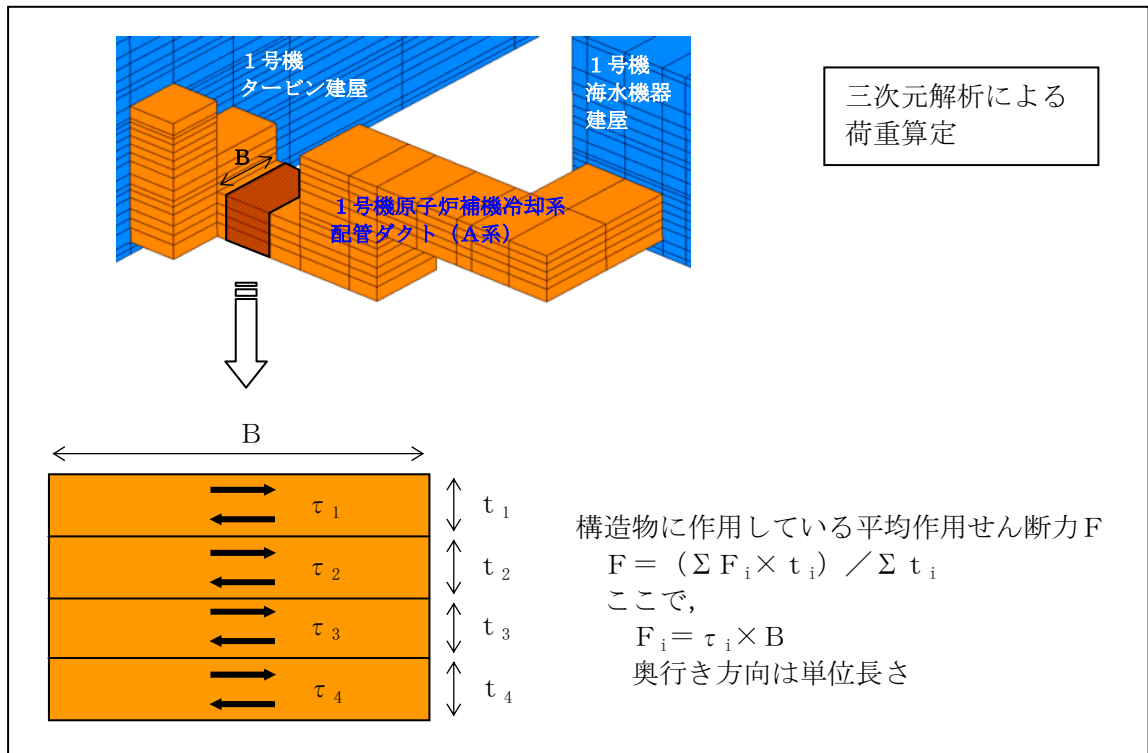 １号機
タービン建屋
１号機
海水機器
建屋
三次元解析による
荷重算定
B
１号機原子炉補機冷却系
配管ダクト（Ａ系）
B
τ₁
t₁
τ₂
t₂
τ₃
t₃
τ₄
t₄
構造物に作用している平均作用せん断力Ｆ
Ｆ＝（ΣＦᵢ×ｔᵢ）／Σｔᵢ
ここで,
Ｆᵢ＝τᵢ×Ｂ
奥行き方向は単位長さ